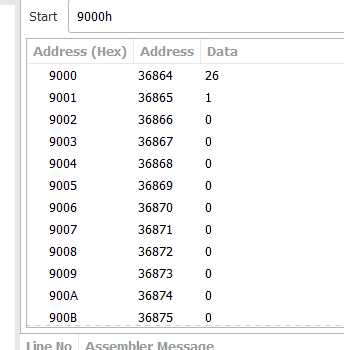 Start 9000h
Address (Hex) Address Data
9000 36864 26
9001 36865 1
9002 36866 0
9003 36867 0
9004 36868 0
9005 36869 0
9006 36870 0
9007 36871 0
9008 36872 0
9009 36873 0
900A 36874 0
900B 36875 0
Line No Assembler Message